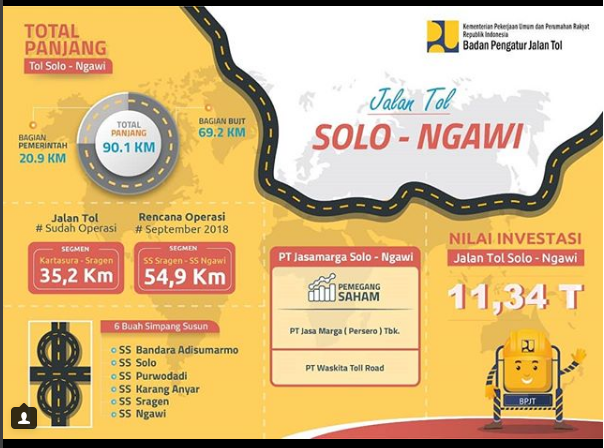 TOTAL
PANJANG
Tol Solo - Ngawi
Kementerian Pekerjaan Umum dan Perumahan Rakyat
Republik Indonesia
Badan Pengatur Jalan Tol
Jalan Tol
SOLO - NGAWI
BAGIAN
PEMERINTAH
20.9 KM
TOTAL
PANJANG
90.1 KM
BAGIAN BUJT
69.2 KM
Jalan Tol
# Sudah Operasi
SEGMEN
Kartasura - Sragen
35,2 Km
Rencana Operasi
# September 2018
SEGMEN
SS Sragen - SS Ngawi
54,9 Km
6 Buah Simpang Susun
SS Bandara Adisumarmo
SS Solo
SS Purwodadi
SS Karang Anyar
SS Sragen
SS Ngawi
PT Jasamarga Solo - Ngawi
PEMEGANG
SAHAM
PT Jasa Marga ( Persero ) Tbk.
PT Waskita Toll Road
NILAI INVESTASI
Jalan Tol Solo - Ngawi
11,34 T
BPJT